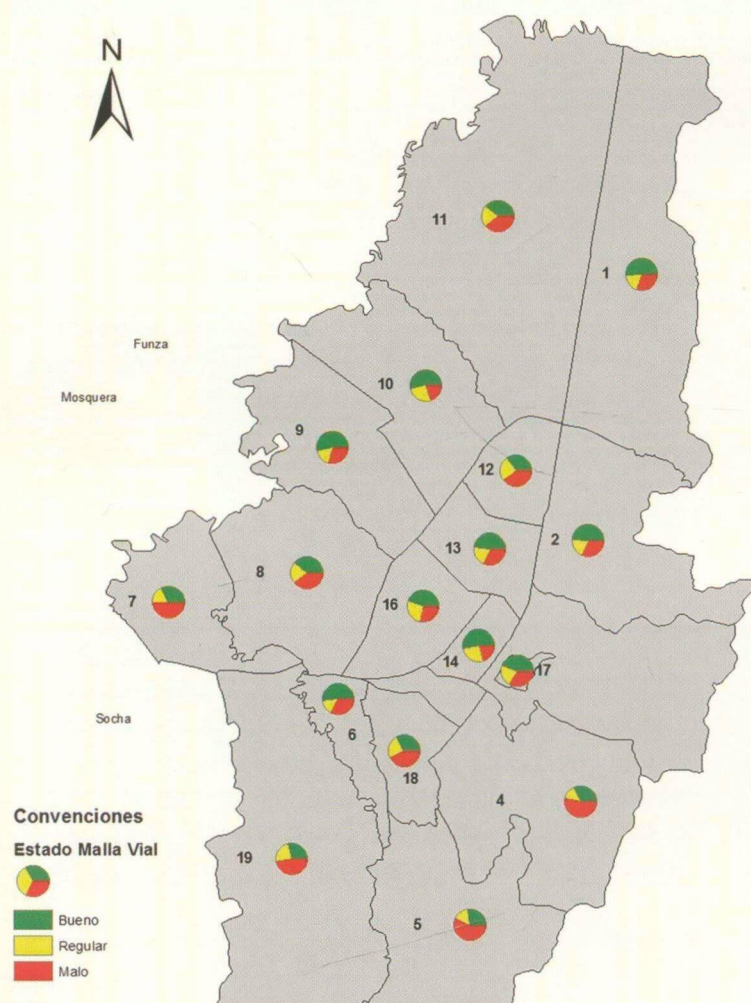 N
11
1
Funza
10
Mosquera
9
12
13
2
8
7
16
14
17
Socha
6
18
4
19
5
Convenciones
Estado Malla Vial
Bueno
Regular
Malo